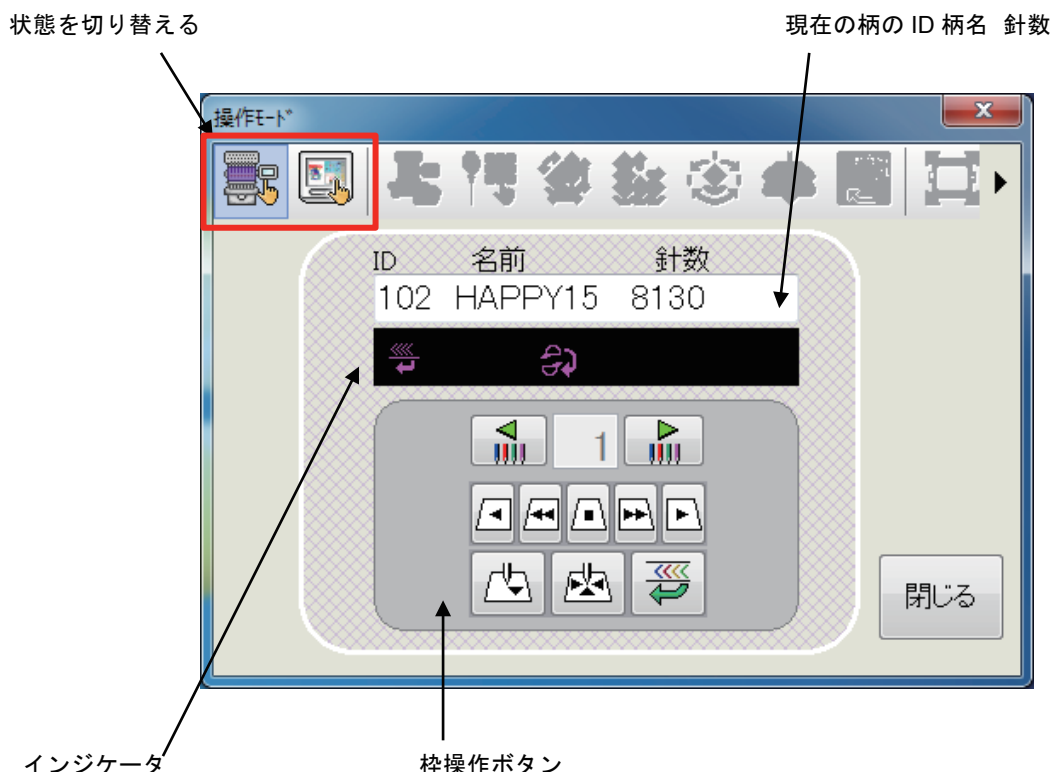 状態を切り替える
現在の柄の ID 柄名 針数
操作ﾓｰﾄﾞ
ID 名前 針数
102 HAPPY15 8130
1
閉じる
インジケータ
枠操作ボタン